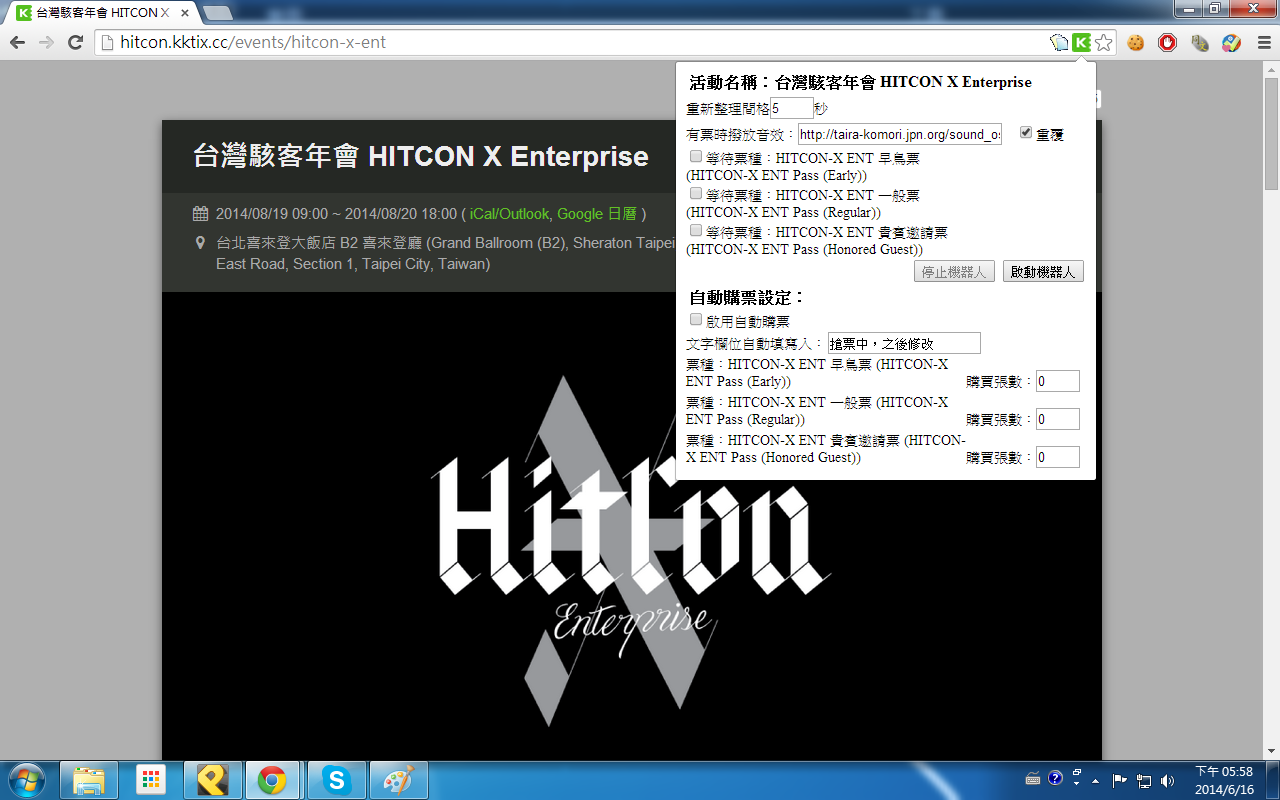 台灣駭客年會 HITCON X
hitcon.kktix.cc/events/hitcon-x-ent
活動名稱：台灣駭客年會 HITCON X Enterprise
重新整理間格 5 秒
有票時撥放音效： http://taira-komori.jpn.org/sound_os 重覆
等待票種：HITCON-X ENT 早鳥票
(HITCON-X ENT Pass (Early))
等待票種：HITCON-X ENT 一般票
(HITCON-X ENT Pass (Regular))
等待票種：HITCON-X ENT 貴賓邀請票
(HITCON-X ENT Pass (Honored Guest))
停止機器人 啟動機器人
自動購票設定：
啟用自動購票
文字欄位自動填寫入： 搶票中，之後修改
票種：HITCON-X ENT 早鳥票 (HITCON-X
ENT Pass (Early)) 購買張數： 0
票種：HITCON-X ENT 一般票 (HITCON-X
ENT Pass (Regular)) 購買張數： 0
票種：HITCON-X ENT 貴賓邀請票 (HITCON-
X ENT Pass (Honored Guest)) 購買張數： 0
台灣駭客年會 HITCON X Enterprise
2014/08/19 09:00 ~ 2014/08/20 18:00 ( iCal/Outlook, Google 日曆 )
台北喜來登大飯店 B2 喜來登廳 (Grand Ballroom (B2), Sheraton Taipei
East Road, Section 1, Taipei City, Taiwan)
HitCon
Enterprise
下午 05:58
2014/6/16